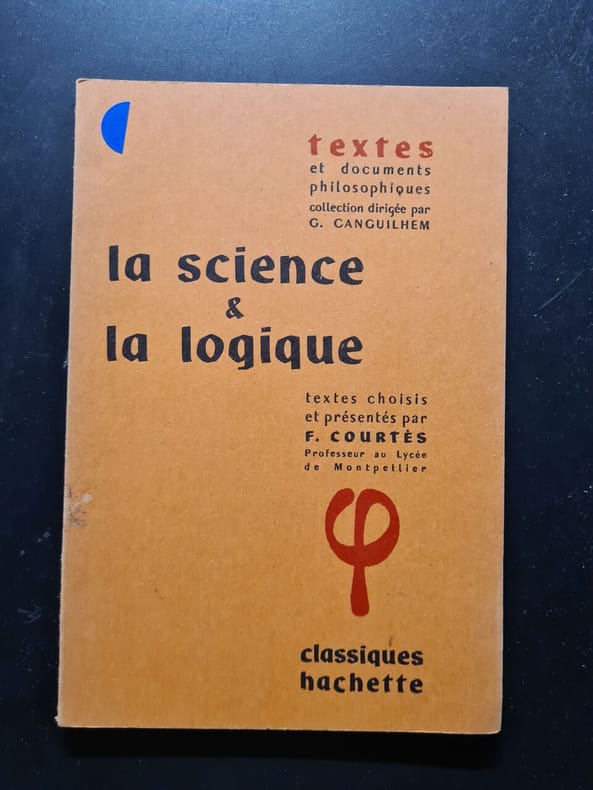 textes
et documents
philosophiques
collection dirigée par
G. CANGUILHEM
la science
&
la logique
textes choisis
et présentés par
F. COURTÈS
Professeur au Lycée
de Montpellier
φ
classiques
hachette